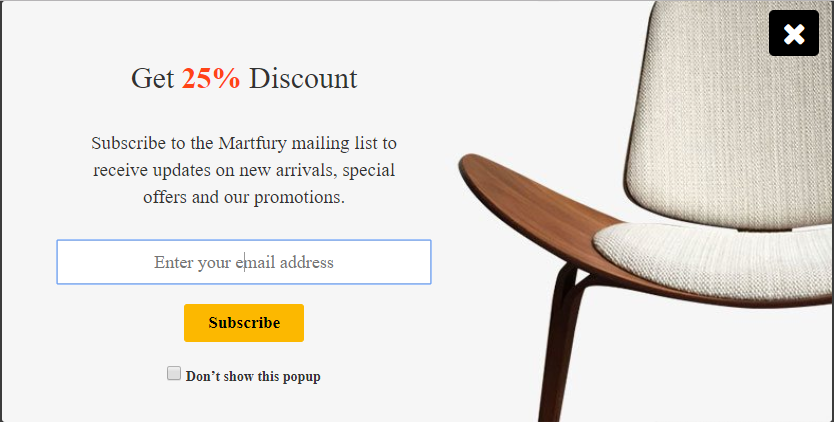 Get 25% Discount
Subscribe to the Martfury mailing list to
receive updates on new arrivals, special
offers and our promotions.
Enter your email address
Subscribe
Don’t show this popup